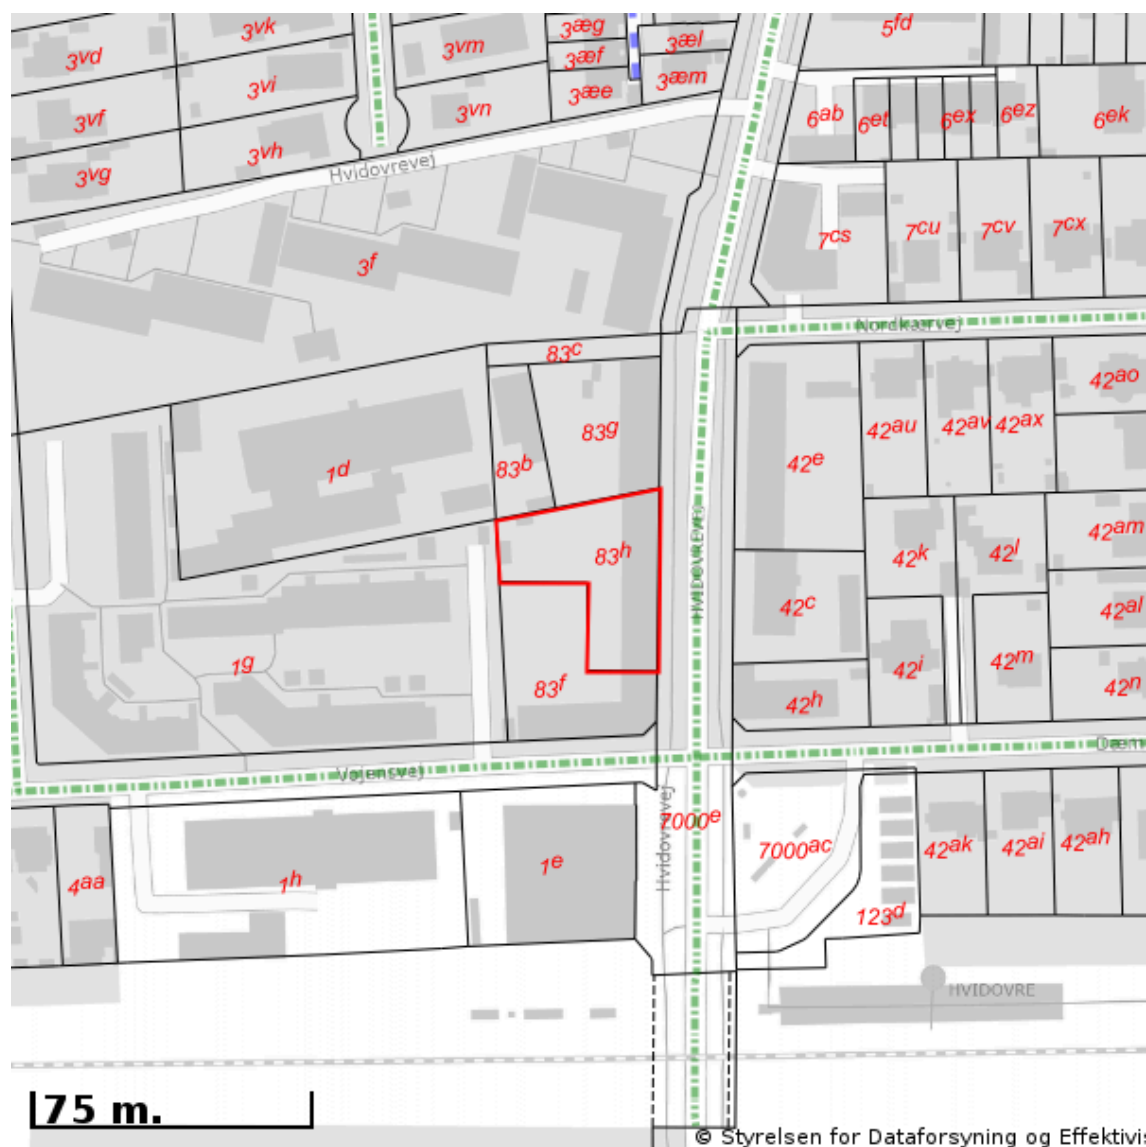 3vk
3æg
5fd
3vd
3vm
3æl
3æf
3vi
3æm
3æe
3vn
3vf
6ab
6et
6ex
6ez
6ek
3vh
Hvidovrevej
3vg
7cu
7cv
7cx
7cs
3f
Nordkærvej
83c
42ao
83g
42au
42av
42ax
83b
42e
1d
HVIDOVREVEJ
42am
83h
42k
42l
42c
42al
1g
42i
42m
83f
42h
42n
Vojensvej
Hvidovrevej
7000e
7000ac
42ak
42ai
42ah
4aa
1h
1e
123d
HVIDOVRE
75 m.
© Styrelsen for Dataforsyning og Effektivi